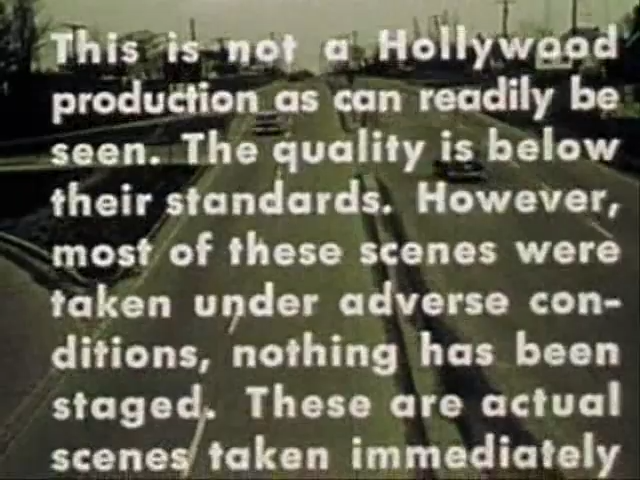 This is not a Hollywood
production as can readily be
seen. The quality is below
their standards. However,
most of these scenes were
taken under adverse con-
ditions, nothing has been
staged. These are actual
scenes taken immediately